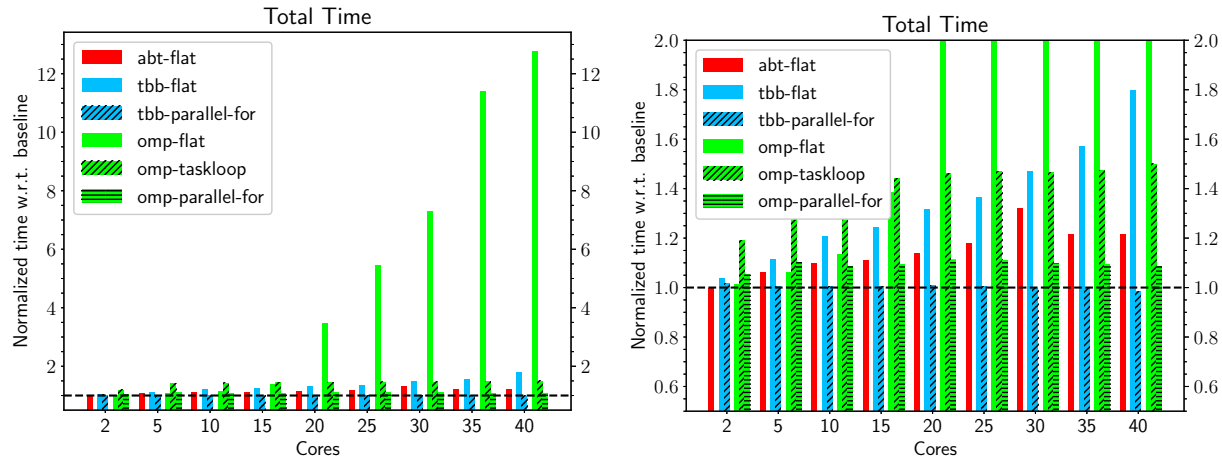 Total Time
Normalized time w.r.t. baseline
12
10
8
6
4
2
abt-flat
tbb-flat
tbb-parallel-for
omp-flat
omp-taskloop
omp-parallel-for
12
10
8
6
4
2
2 5 10 15 20 25 30 35 40
Cores
Total Time
Normalized time w.r.t. baseline
2.0
1.8
1.6
1.4
1.2
1.0
0.8
0.6
abt-flat
tbb-flat
tbb-parallel-for
omp-flat
omp-taskloop
omp-parallel-for
2.0
1.8
1.6
1.4
1.2
1.0
0.8
0.6
2 5 10 15 20 25 30 35 40
Cores